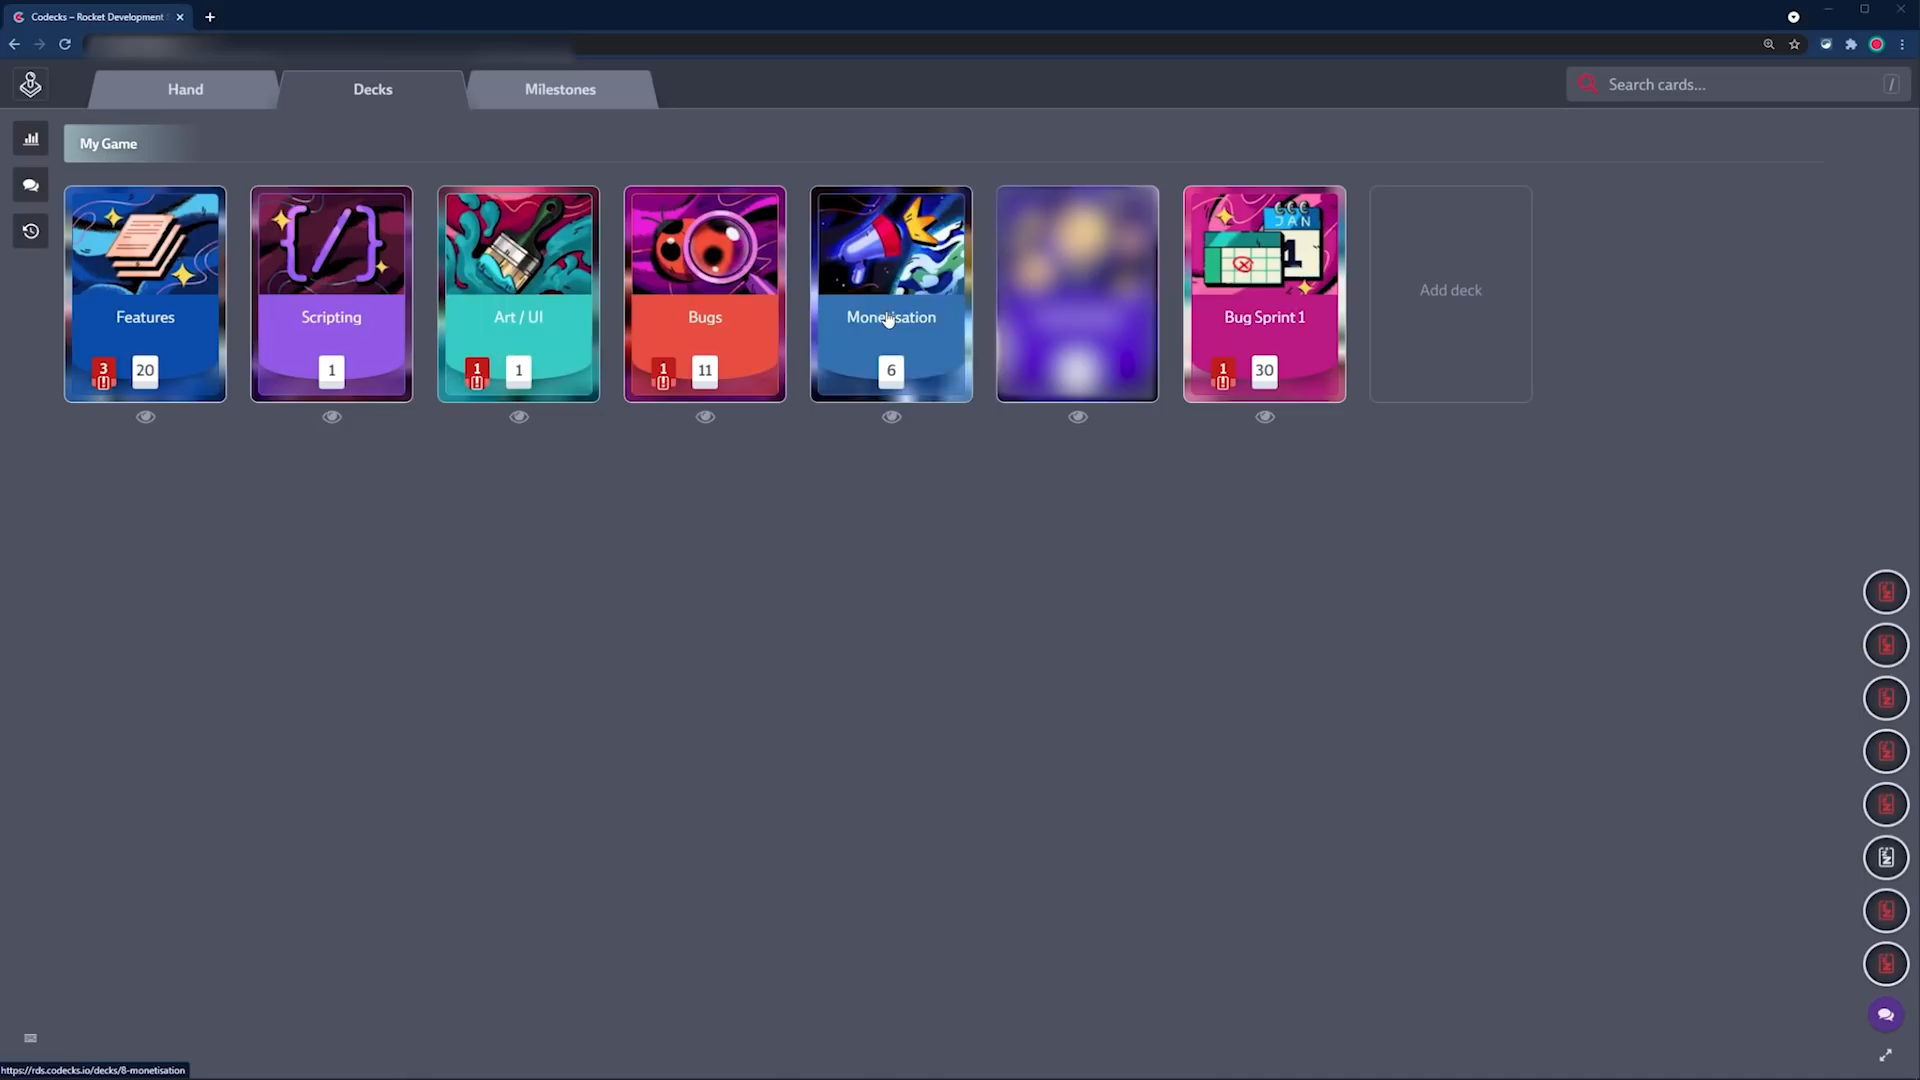 Codecks – Rocket Development
Hand
Decks
Milestones
Search cards...
/
My Game
JAN
1
Features
Scripting
Art / UI
Bugs
Monetisation
Bug Sprint 1
Add deck
3
20
1
1
1
1
11
6
1
30
https://rds.codecks.io/decks/8-monetisation